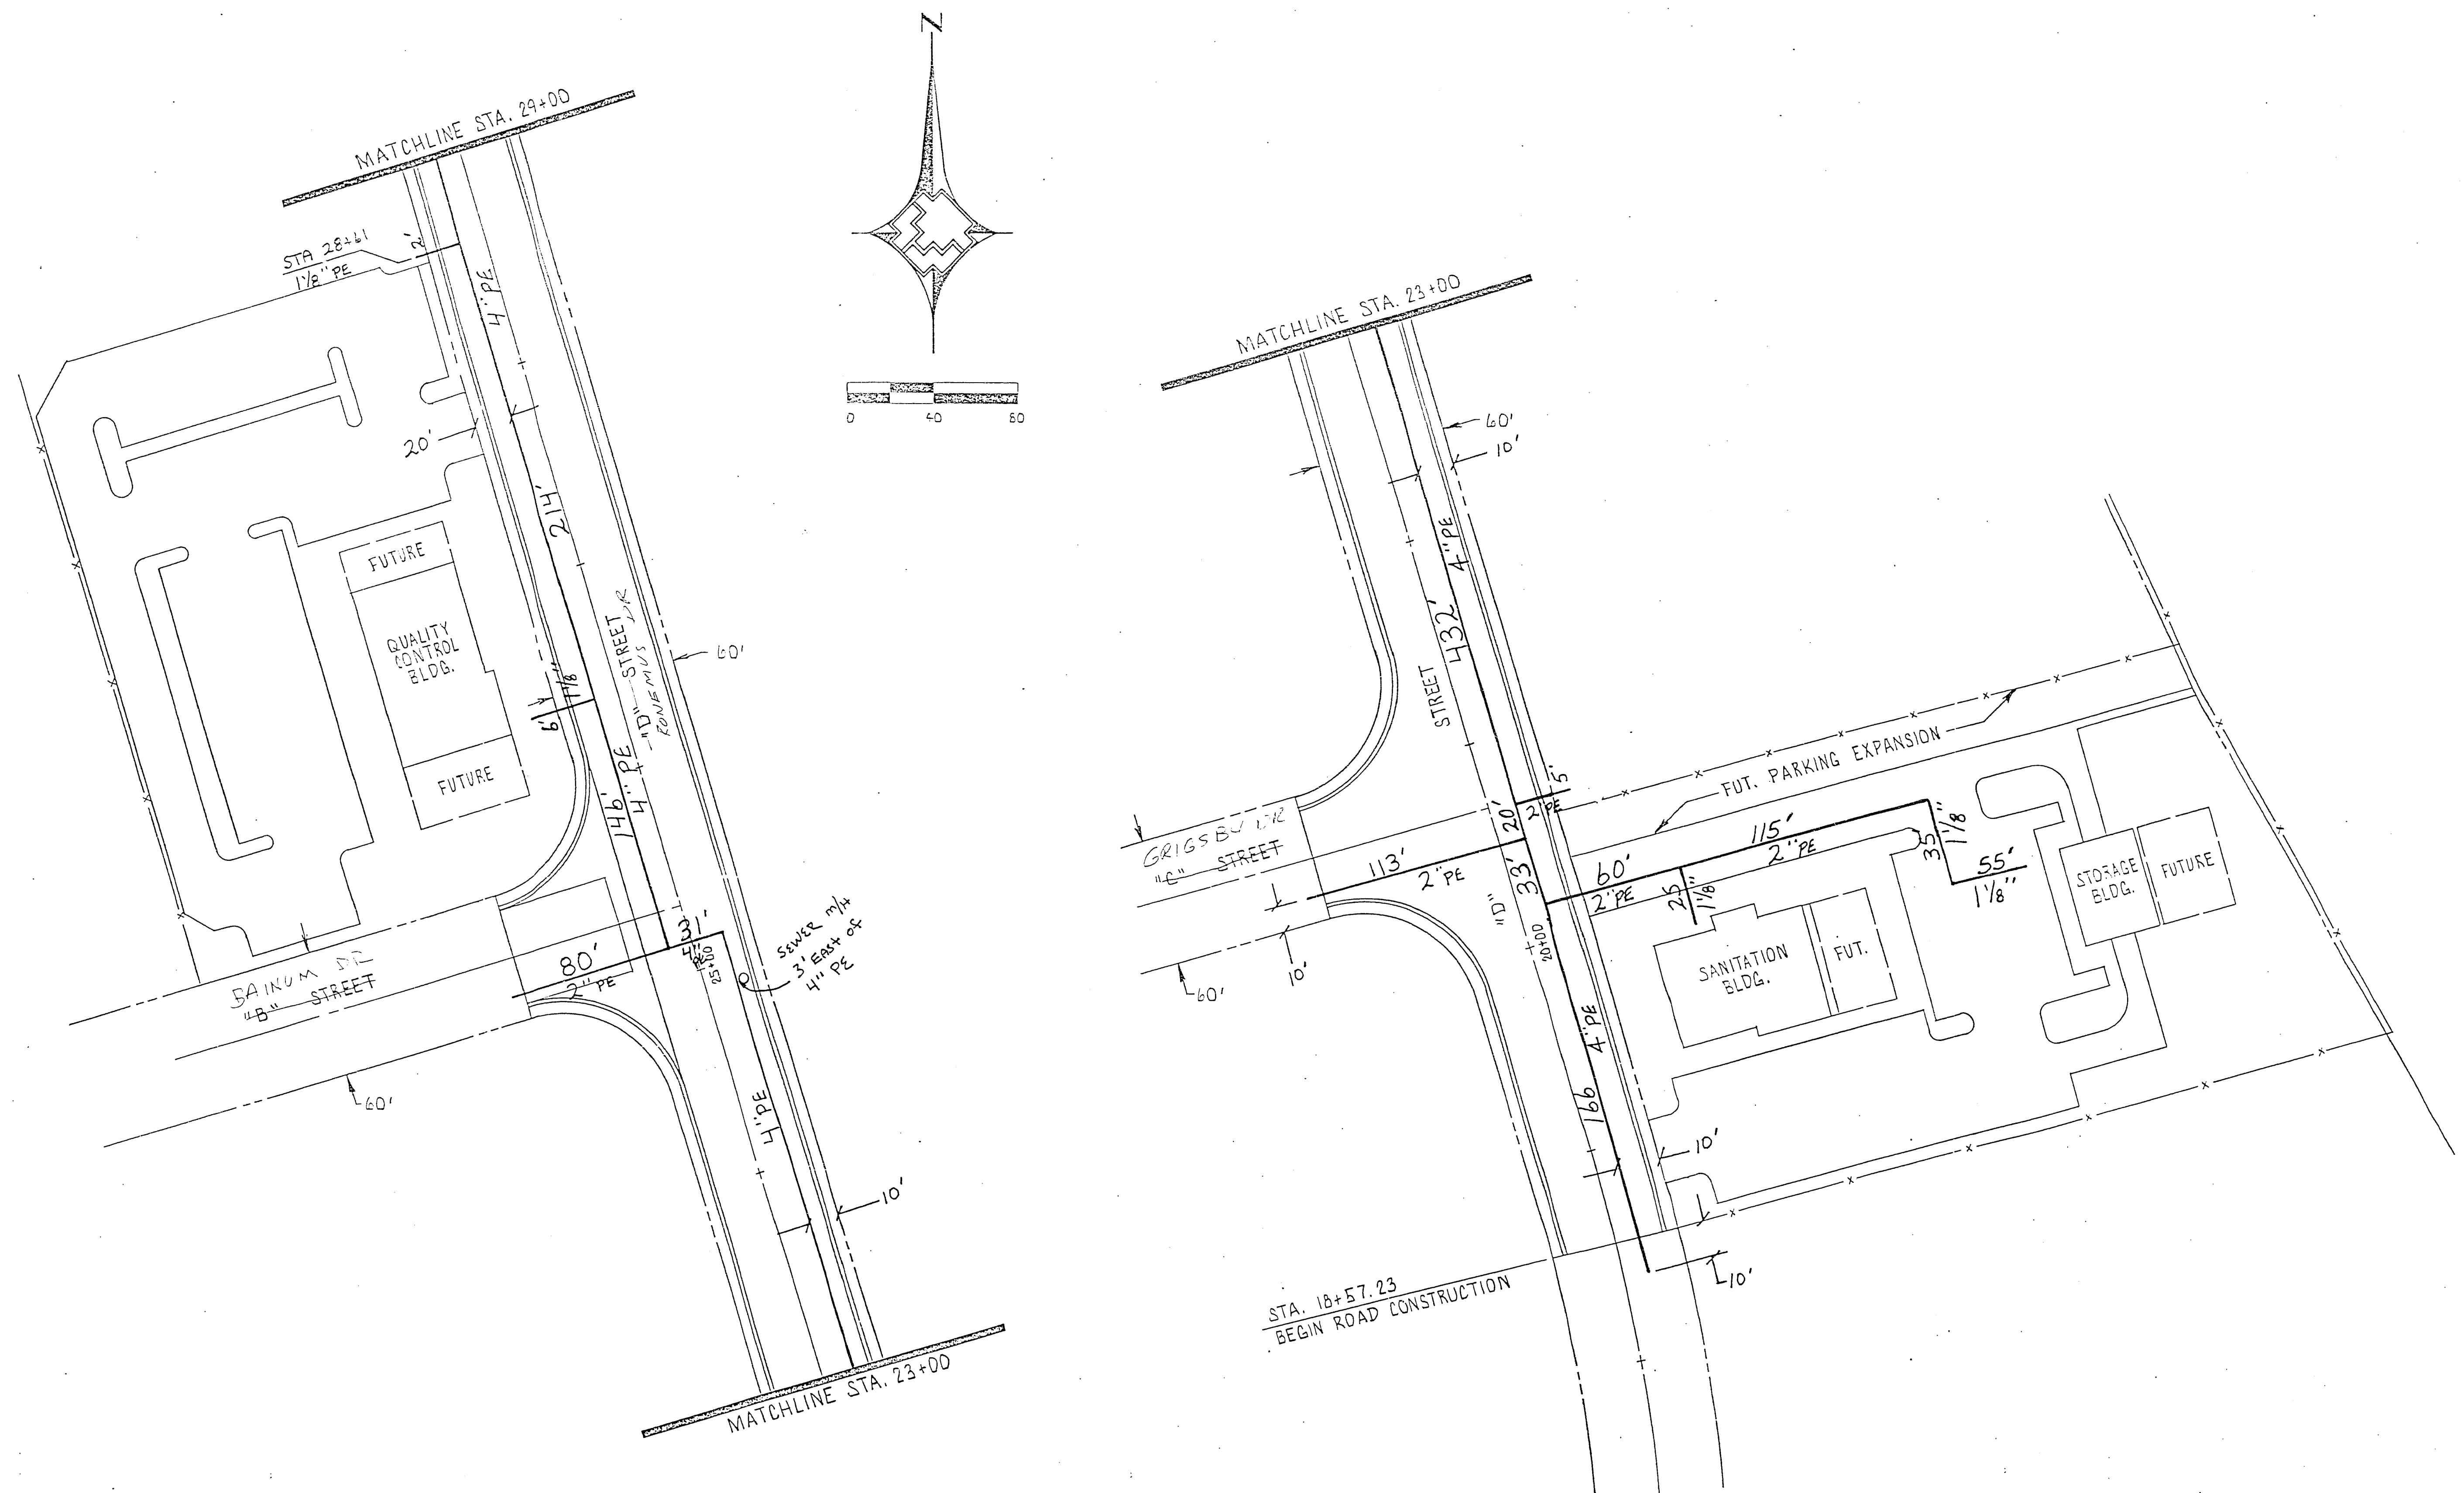 N
MATCHLINE STA. 29+00
STA 28+61
1⅛" PE
2'
4" PE
0 40 80
20'
214'
FUTURE
QUALITY
CONTROL
BLDG.
FUTURE
6'
1⅛"
"D" STREET
RONEMUS DR
60'
146'
4" PE
BAINUM DR
"B" STREET
80'
2" PE
31'
4" PE
25+00
SEWER M/H
3' EAST OF
4" PE
60'
4" PE
10'
MATCHLINE STA. 23+00
MATCHLINE STA. 23+00
60'
10'
4" PE
432'
STREET
"D"
5'
2" PE
20'
FUT. PARKING EXPANSION
GRIGSBY DR
"C" STREET
113'
2" PE
33'
60'
2" PE
115'
2" PE
25
1⅛"
35
1⅛"
55'
1⅛"
STORAGE
BLDG.
FUTURE
SANITATION
BLDG.
FUT.
20+00
60'
10'
4" PE
166
10'
10'
STA. 18+57.23
BEGIN ROAD CONSTRUCTION